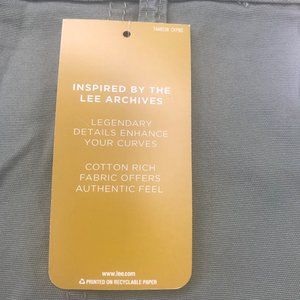 INSPIRED BY THE
LEE ARCHIVES
LEGENDARY
DETAILS ENHANCE
YOUR CURVES
COTTON RICH
FABRIC OFFERS
AUTHENTIC FEEL
www.lee.com
PRINTED ON RECYCLABLE PAPER